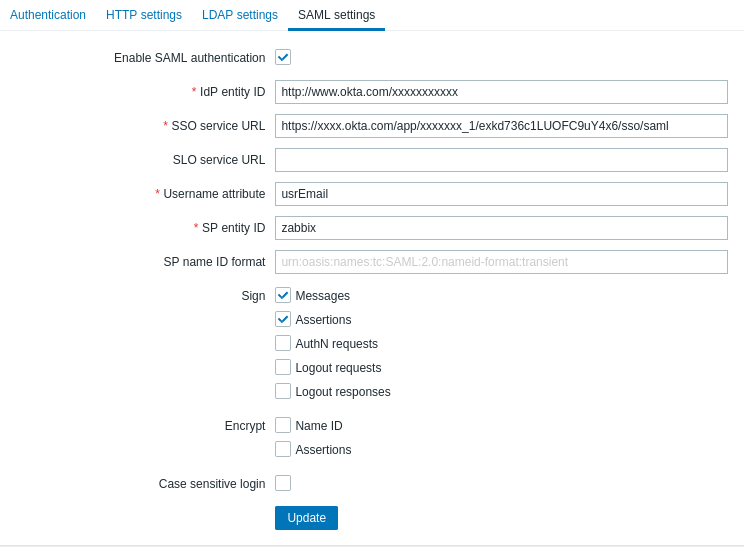 Authentication HTTP settings LDAP settings SAML settings
Enable SAML authentication
* IdP entity ID http://www.okta.com/xxxxxxxxxxx
* SSO service URL https://xxxx.okta.com/app/xxxxxxx_1/exkd736c1LUOFC9uY4x6/sso/saml
SLO service URL
* Username attribute usrEmail
* SP entity ID zabbix
SP name ID format urn:oasis:names:tc:SAML:2.0:nameid-format:transient
Sign Messages
Assertions
AuthN requests
Logout requests
Logout responses
Encrypt Name ID
Assertions
Case sensitive login
Update